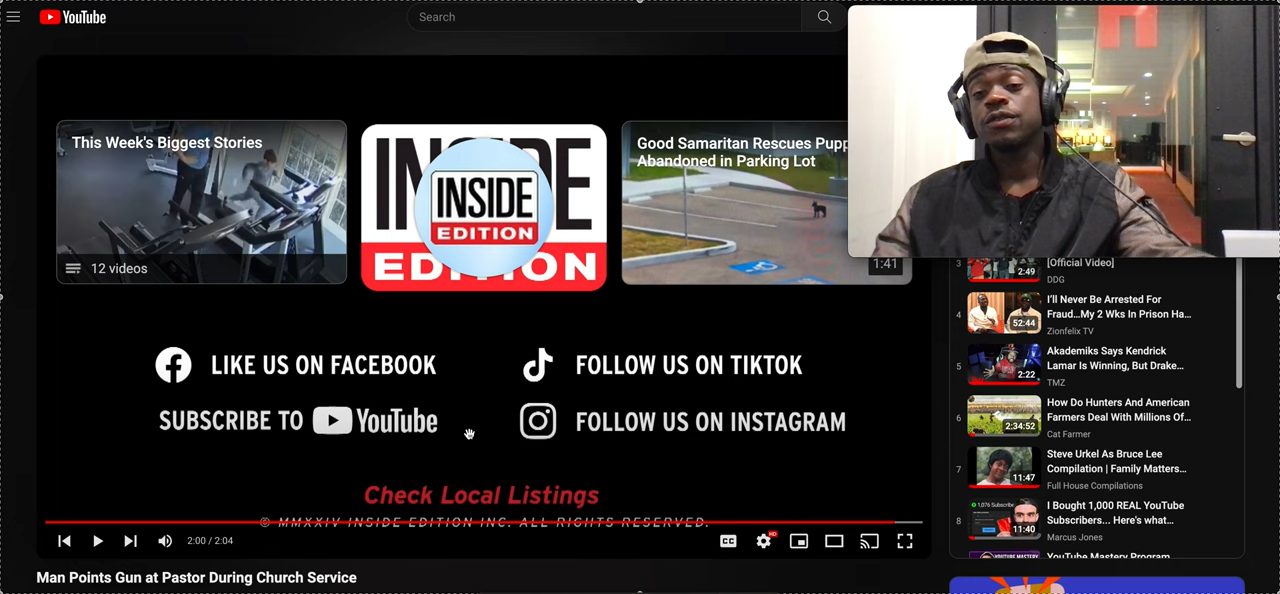 YouTube
Search
This Week's Biggest Stories
12 videos
INSIDE
EDITION
INSIDE
EDITION
Good Samaritan Rescues Pupp
Abandoned in Parking Lot
1:41
LIKE US ON FACEBOOK
FOLLOW US ON TIKTOK
SUBSCRIBE TO YouTube
FOLLOW US ON INSTAGRAM
Check Local Listings
© MMXXIV INSIDE EDITION INC. ALL RIGHTS RESERVED.
2:00 / 2:04
CC
HD
Man Points Gun at Pastor During Church Service
3
2:49
[Official Video]
DDG
4
52:44
I'll Never Be Arrested For
Fraud...My 2 Wks In Prison Ha...
Zionfelix TV
5
2:22
Akademiks Says Kendrick
Lamar Is Winning, But Drake...
TMZ
6
2:34:52
How Do Hunters And American
Farmers Deal With Millions Of...
Cat Farmer
7
11:47
Steve Urkel As Bruce Lee
Compilation | Family Matters...
Full House Compilations
8
1,076 Subscribers
11:40
I Bought 1,000 REAL YouTube
Subscribers... Here's what...
Marcus Jones
YouTube Mastery Program